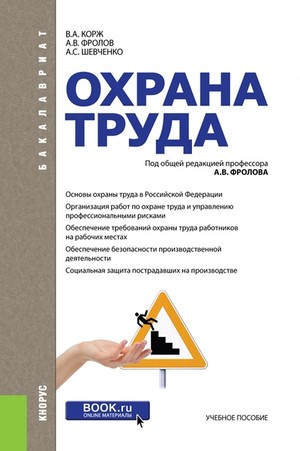 БАКАЛАВРИАТ
В.А. КОРЖ
А.В. ФРОЛОВ
А.С. ШЕВЧЕНКО
ОХРАНА
ТРУДА
Под общей редакцией профессора
А.В. ФРОЛОВА
Основы охраны труда в Российской Федерации
Организация работ по охране труда и управлению
профессиональными рисками
Обеспечение требований охраны труда работников
на рабочих местах
Обеспечение безопасности производственной
деятельности
Социальная защита пострадавших на производстве
BOOK.ru
ONLINE МАТЕРИАЛЫ
КНОРУС
УЧЕБНОЕ ПОСОБИЕ